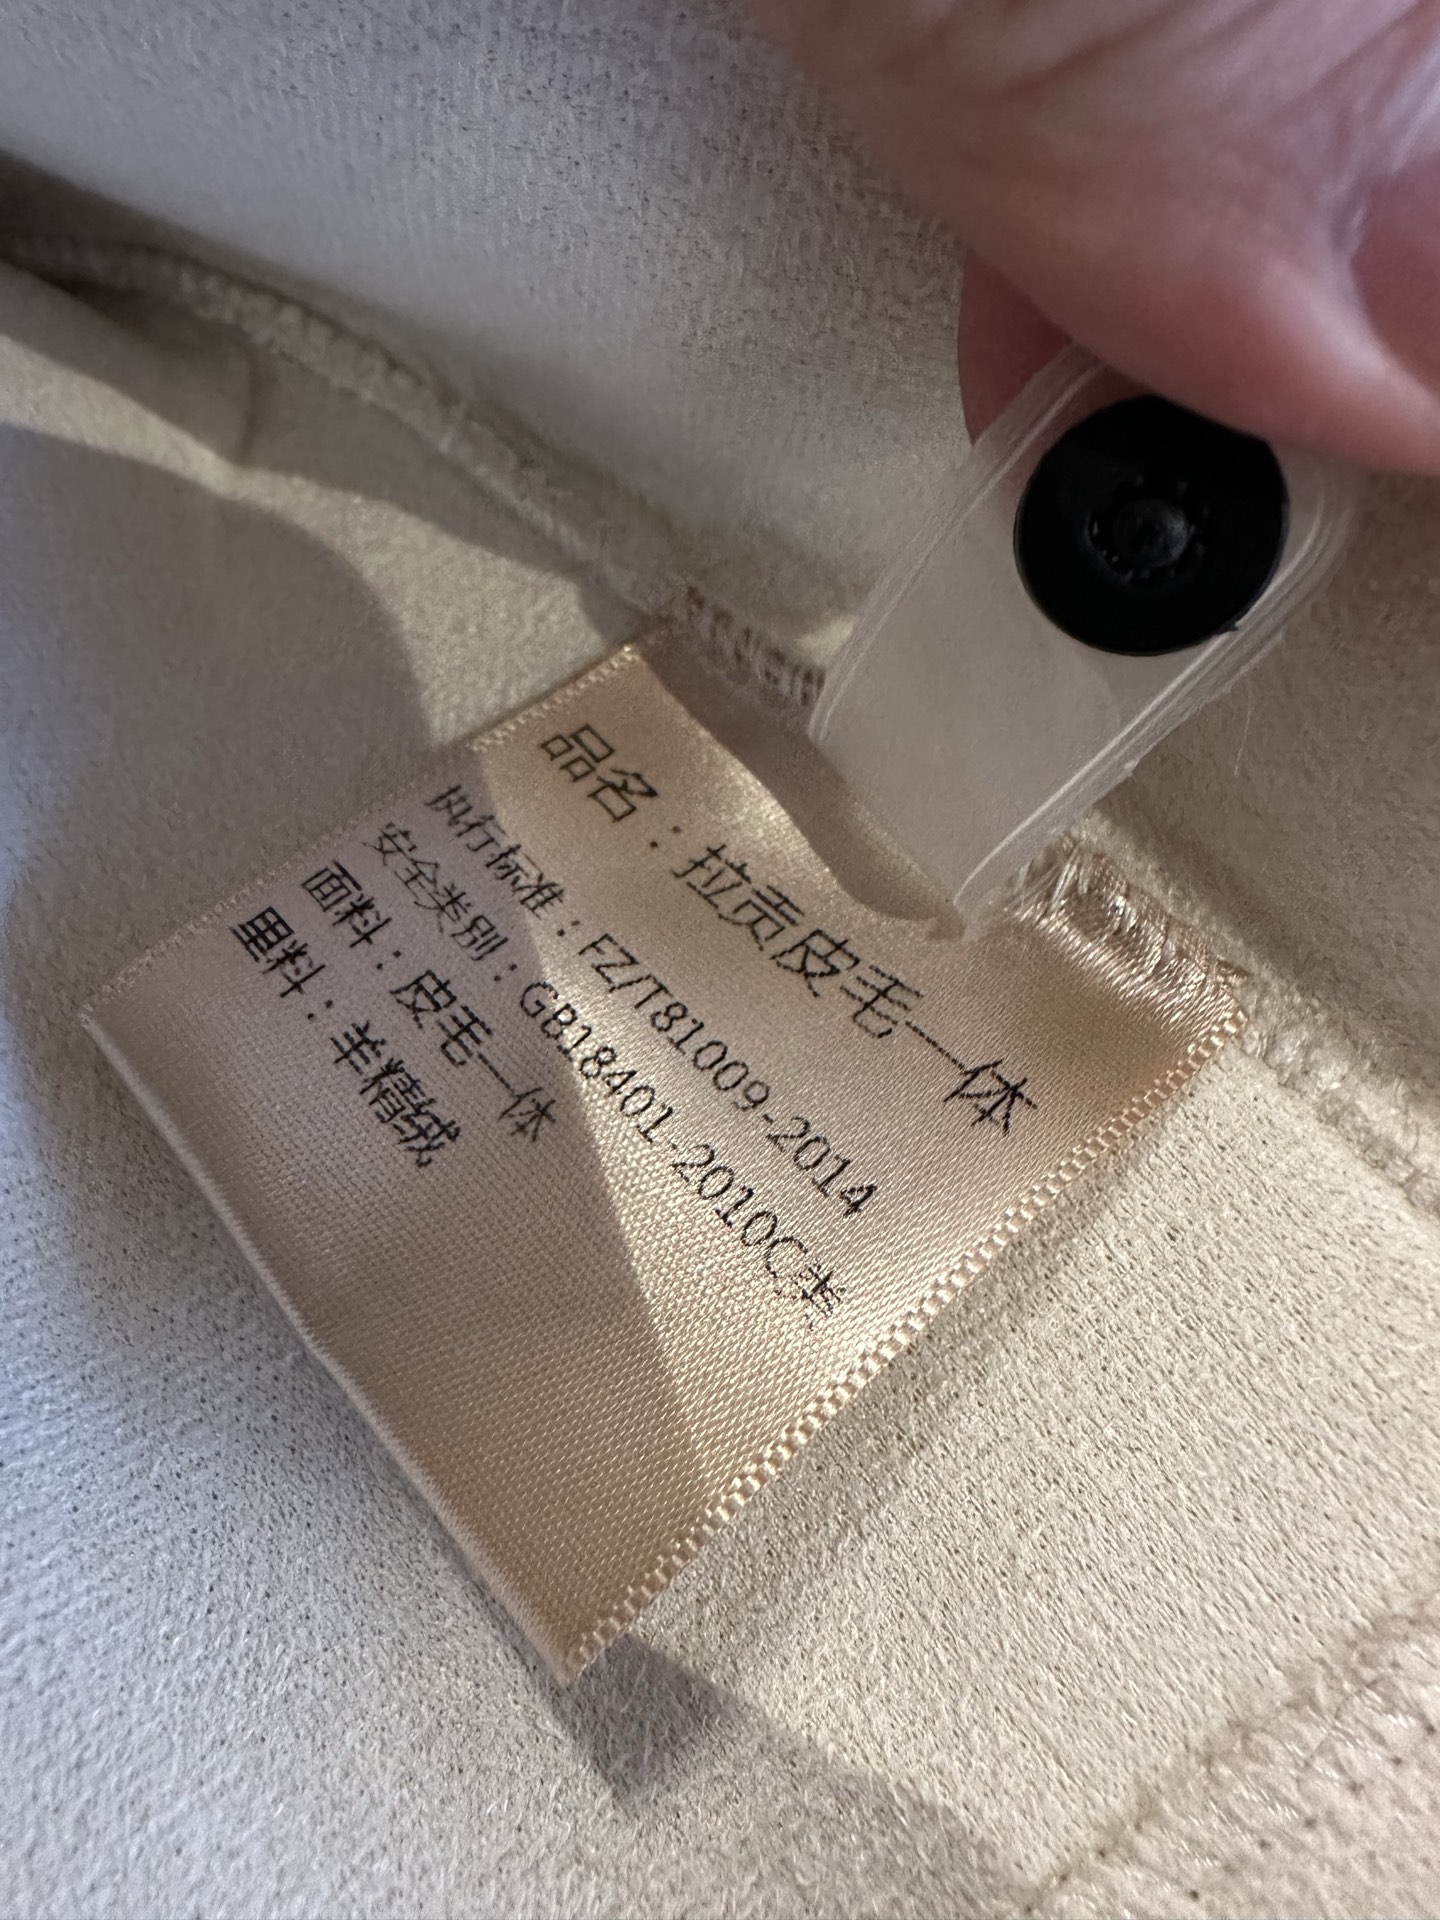 品名：拉贡皮毛一体
执行标准：FZ/T81009-2014
安全类别：GB18401-2010C类
面料：皮毛一体
里料：羊精绒